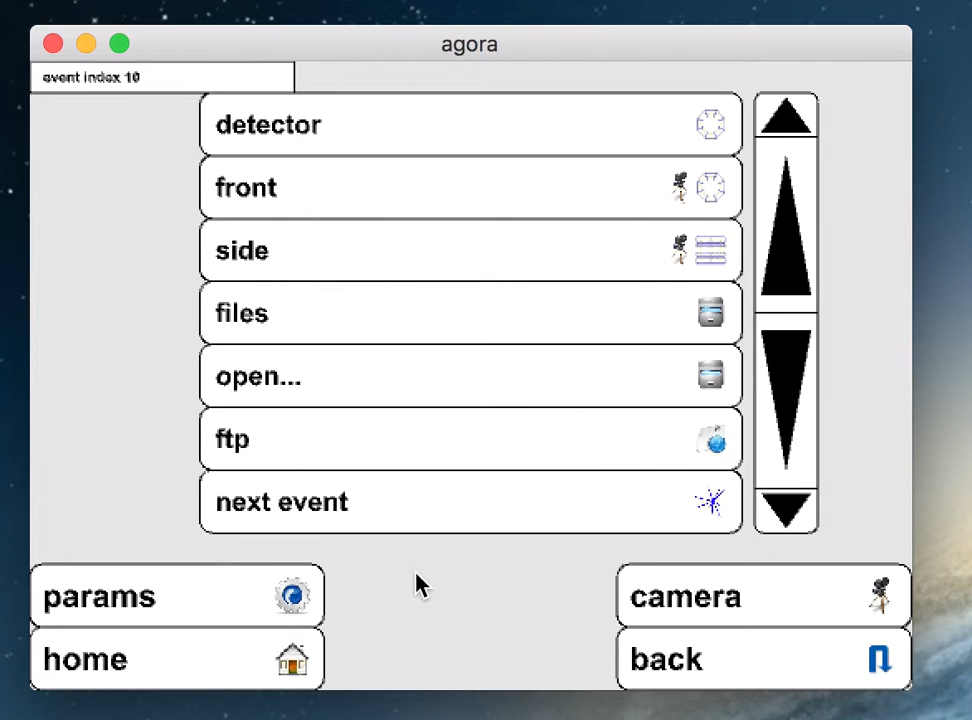 agora
event index 10
detector
front
side
files
open...
ftp
next event
params
camera
home
back